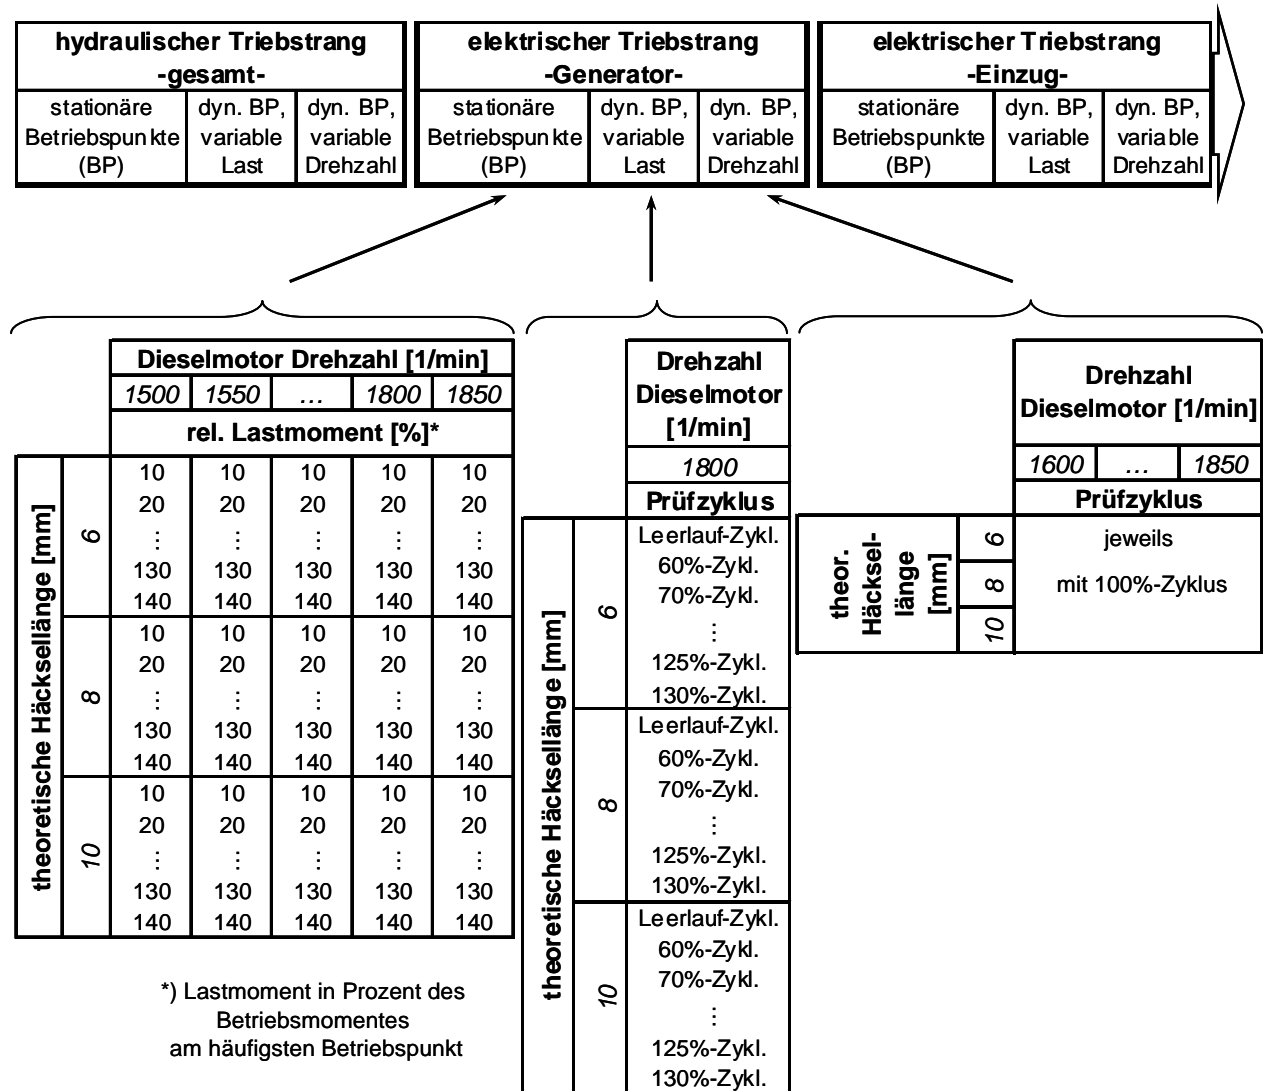 hydraulischer Triebstrang
-gesamt-
stationäre
Betriebspunkte
(BP)
dyn. BP,
variable
Last
dyn. BP,
variable
Drehzahl
elektrischer Triebstrang
-Generator-
stationäre
Betriebspunkte
(BP)
dyn. BP,
variable
Last
dyn. BP,
variable
Drehzahl
elektrischer Triebstrang
-Einzug-
stationäre
Betriebspunkte
(BP)
dyn. BP,
variable
Last
dyn. BP,
variable
Drehzahl
Dieselmotor Drehzahl [1/min]
1500 1550 ... 1800 1850
rel. Lastmoment [%]*
theoretische Häcksellänge [mm]
6
10 10 10 10 10
20 20 20 20 20
⋮ ⋮ ⋮ ⋮ ⋮
130 130 130 130 130
140 140 140 140 140
8
10 10 10 10 10
20 20 20 20 20
⋮ ⋮ ⋮ ⋮ ⋮
130 130 130 130 130
140 140 140 140 140
10
10 10 10 10 10
20 20 20 20 20
⋮ ⋮ ⋮ ⋮ ⋮
130 130 130 130 130
140 140 140 140 140
*) Lastmoment in Prozent des
Betriebsmomentes
am häufigsten Betriebspunkt
Drehzahl
Dieselmotor
[1/min]
1800
Prüfzyklus
theoretische Häcksellänge [mm]
6
Leerlauf-Zykl.
60%-Zykl.
70%-Zykl.
⋮
125%-Zykl.
130%-Zykl.
8
Leerlauf-Zykl.
60%-Zykl.
70%-Zykl.
⋮
125%-Zykl.
130%-Zykl.
10
Leerlauf-Zykl.
60%-Zykl.
70%-Zykl.
⋮
125%-Zykl.
130%-Zykl.
Drehzahl
Dieselmotor [1/min]
1600 ... 1850
Prüfzyklus
theor.
Häcksel-
länge
[mm]
6
8
10
jeweils
mit 100%-Zyklus